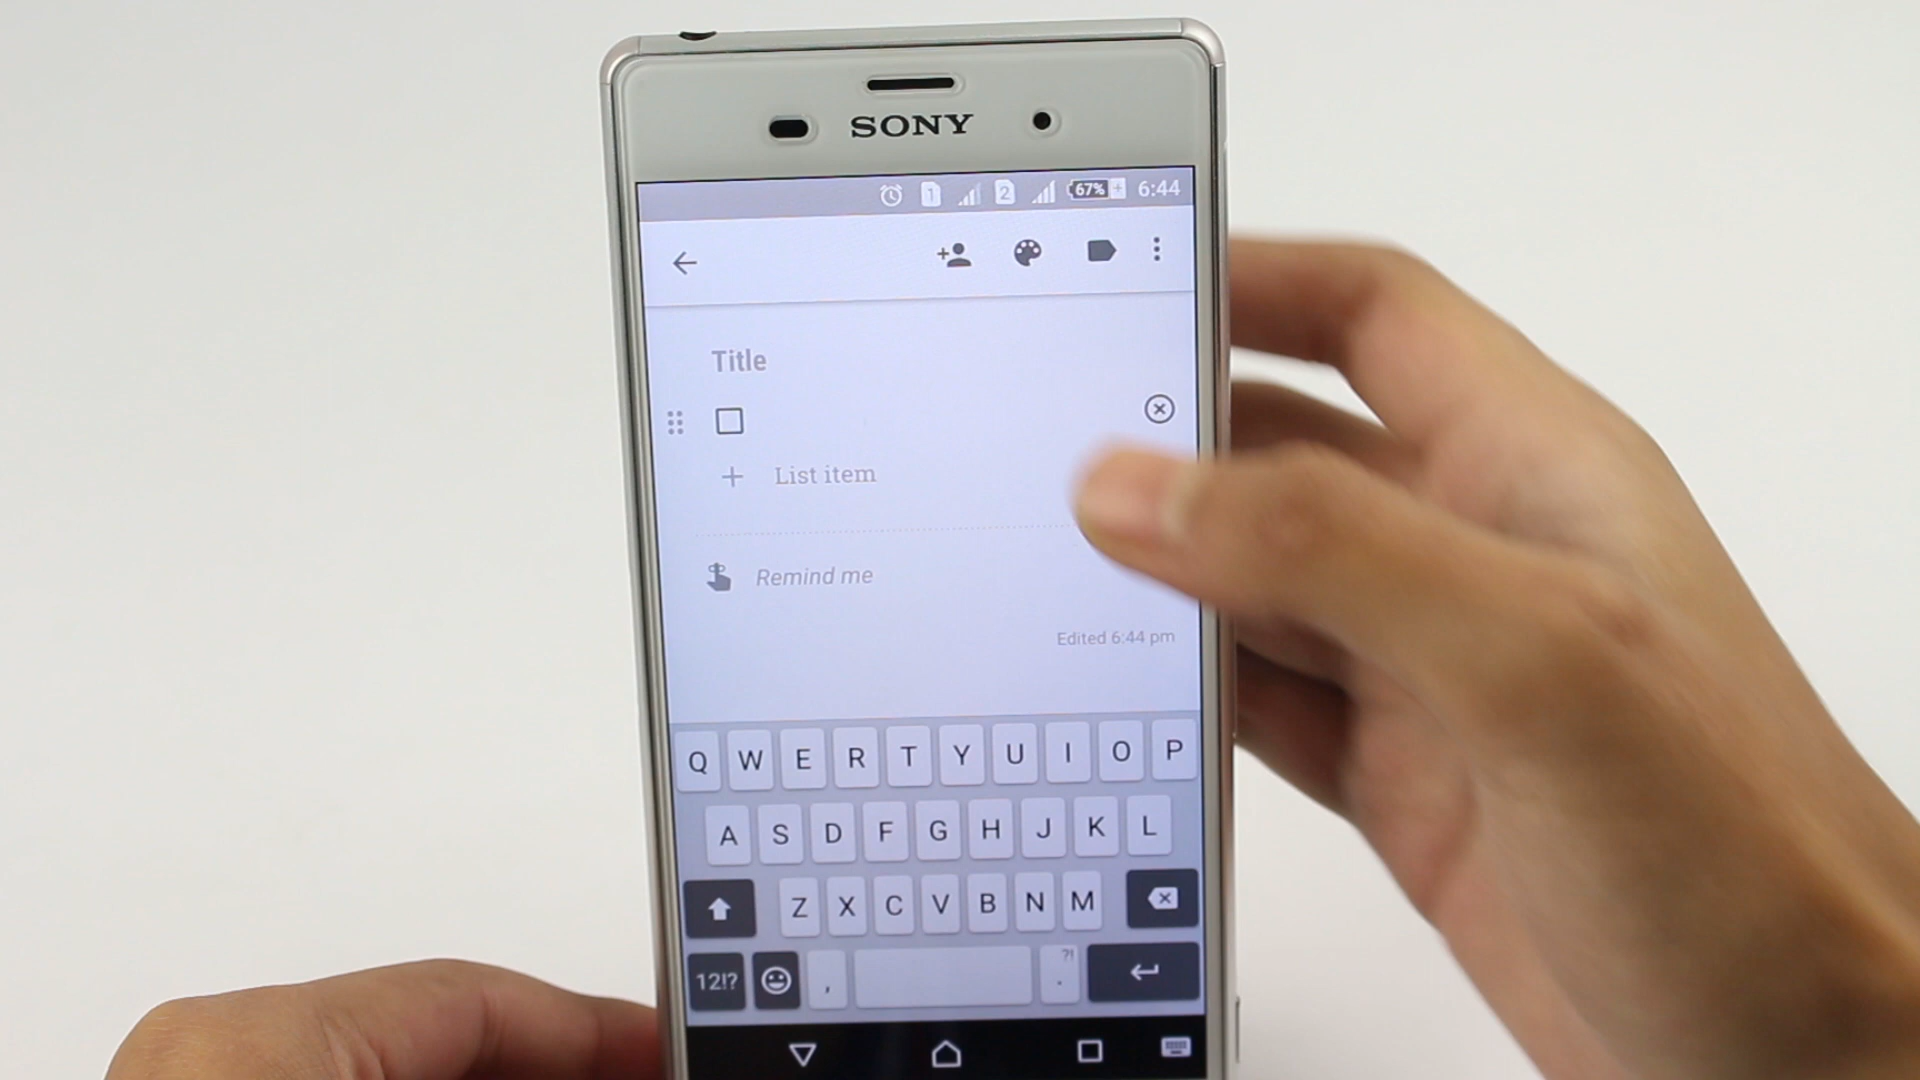 SONY
1 2 67% 6:44
Title
List item
Remind me
Edited 6:44 pm
Q W E R T Y U I O P
A S D F G H J K L
Z X C V B N M
12!? , ?! .